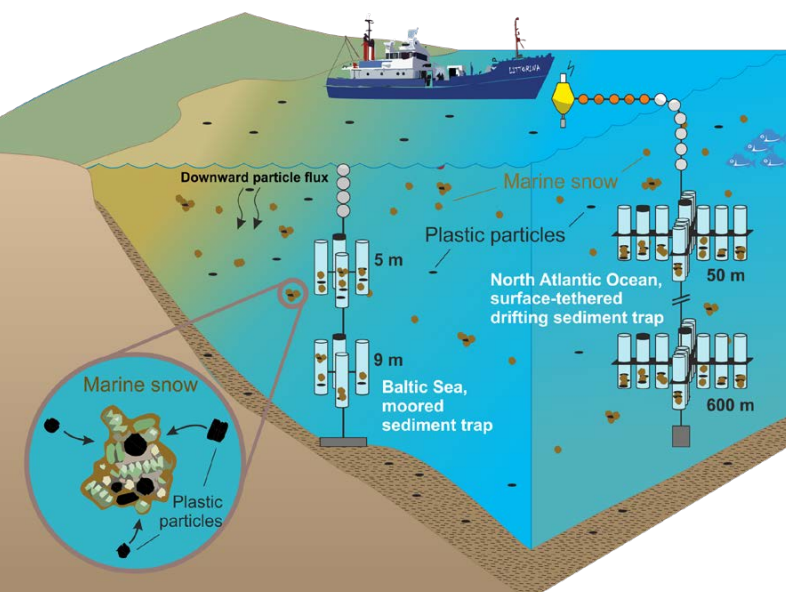 LITTORINA
Downward particle flux
Marine snow
Plastic particles
5 m
9 m
Baltic Sea,
moored
sediment trap
North Atlantic Ocean,
surface-tethered
drifting sediment trap
50 m
600 m
Marine snow
Plastic
particles